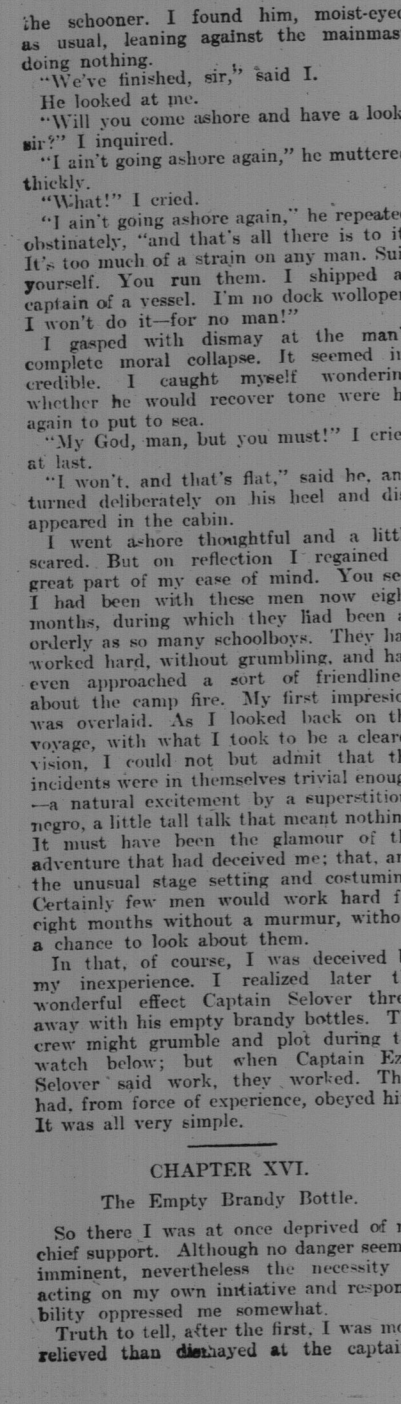 the schooner. I found him, moist-eyed
as usual, leaning against the mainmas
doing nothing.
"We've finished, sir," said I.
He looked at me.
"Will you come ashore and have a look
sir?" I inquired.
"I ain't going ashore again," he muttere
thickly.
"What!" I cried.
"I ain't going ashore again," he repeate
obstinately, "and that's all there is to it
It's too much of a strain on any man. Sui
yourself. You run them. I shipped a
captain of a vessel. I'm no dock wolloper
I won't do it—for no man!"
I gasped with dismay at the man'
complete moral collapse. It seemed in
credible. I caught myself wonderin
whether he would recover tone were h
again to put to sea.
"My God, man, but you must!" I crie
at last.
"I won't, and that's flat," said he, an
turned deliberately on his heel and dis
appeared in the cabin.
I went ashore thoughtful and a littl
scared. But on reflection I regained
great part of my ease of mind. You se
I had been with these men now eigh
months, during which they had been a
orderly as so many schoolboys. They ha
worked hard, without grumbling, and ha
even approached a sort of friendline
about the camp fire. My first impresio
was overlaid. As I looked back on th
voyage, with what I took to be a cleare
vision, I could not but admit that th
incidents were in themselves trivial enoug
—a natural excitement by a superstitiou
negro, a little tall talk that meant nothin
It must have been the glamour of th
adventure that had deceived me; that, an
the unusual stage setting and costumin
Certainly few men would work hard f
eight months without a murmur, witho
a chance to look about them.
In that, of course, I was deceived b
my inexperience. I realized later t
wonderful effect Captain Selover thre
away with his empty brandy bottles. T
crew might grumble and plot during t
watch below; but when Captain Ez
Selover said work, they worked. The
had, from force of experience, obeyed hi
It was all very simple.
CHAPTER XVI.
The Empty Brandy Bottle.
So there I was at once deprived of m
chief support. Although no danger seem
imminent, nevertheless the necessity
acting on my own initiative and respon
bility oppressed me somewhat.
Truth to tell, after the first, I was mo
relieved than dismayed at the captai